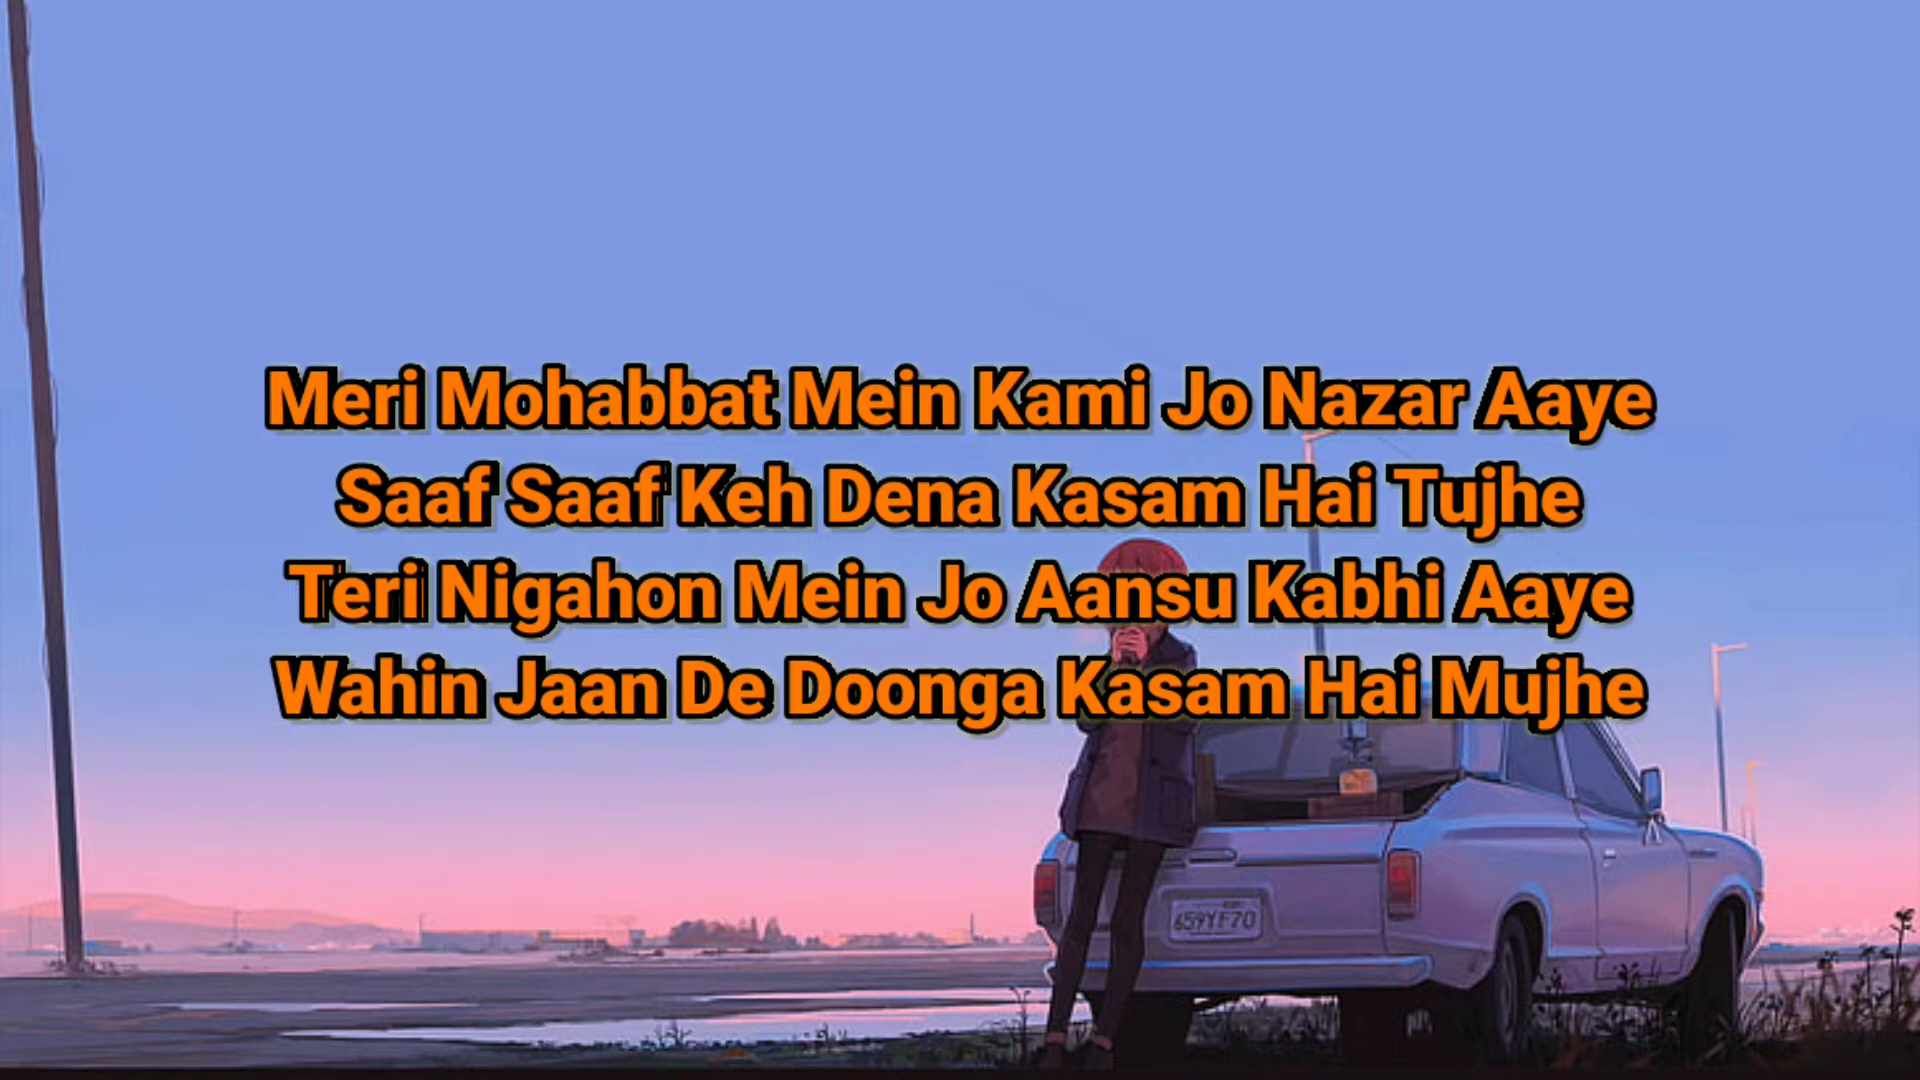 Meri Mohabbat Mein Kami Jo Nazar Aaye
Saaf Saaf Keh Dena Kasam Hai Tujhe
Teri Nigahon Mein Jo Aansu Kabhi Aaye
Wahin Jaan De Doonga Kasam Hai Mujhe
659YF70